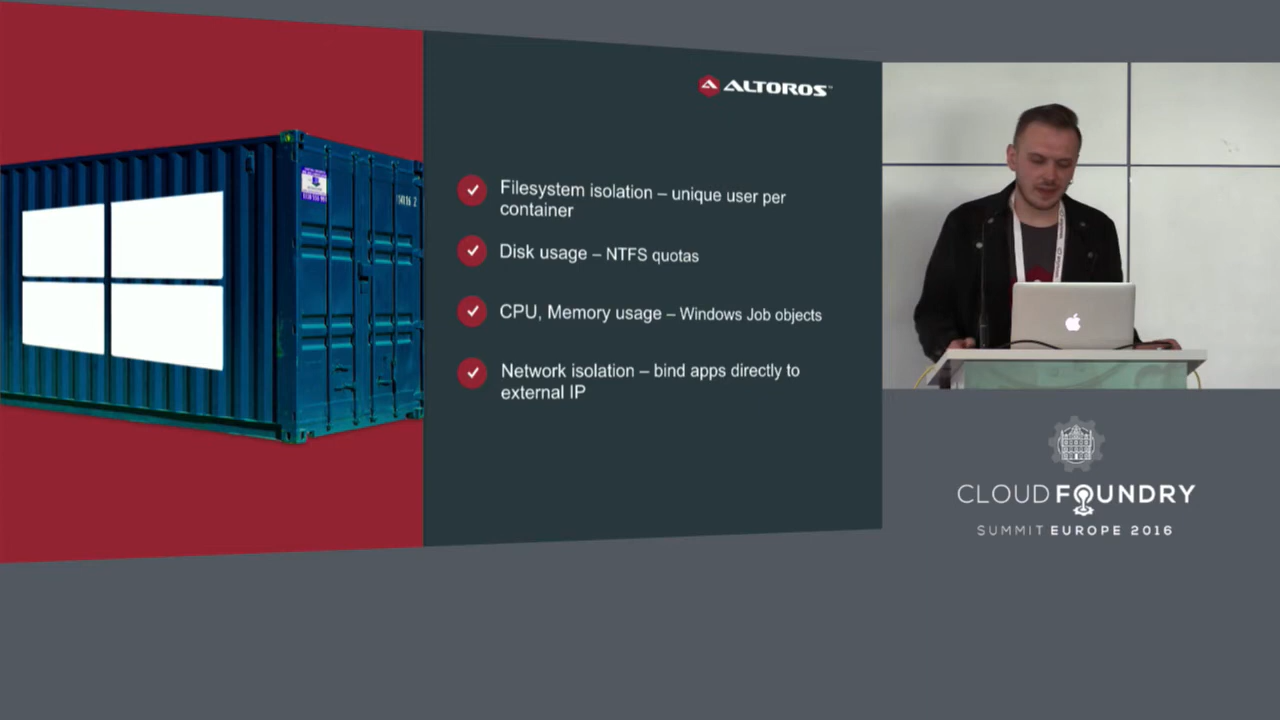 ALTOROS™
Filesystem isolation – unique user per
container
Disk usage – NTFS quotas
CPU, Memory usage – Windows Job objects
Network isolation – bind apps directly to
external IP
CLOUD FOUNDRY
SUMMIT EUROPE 2016